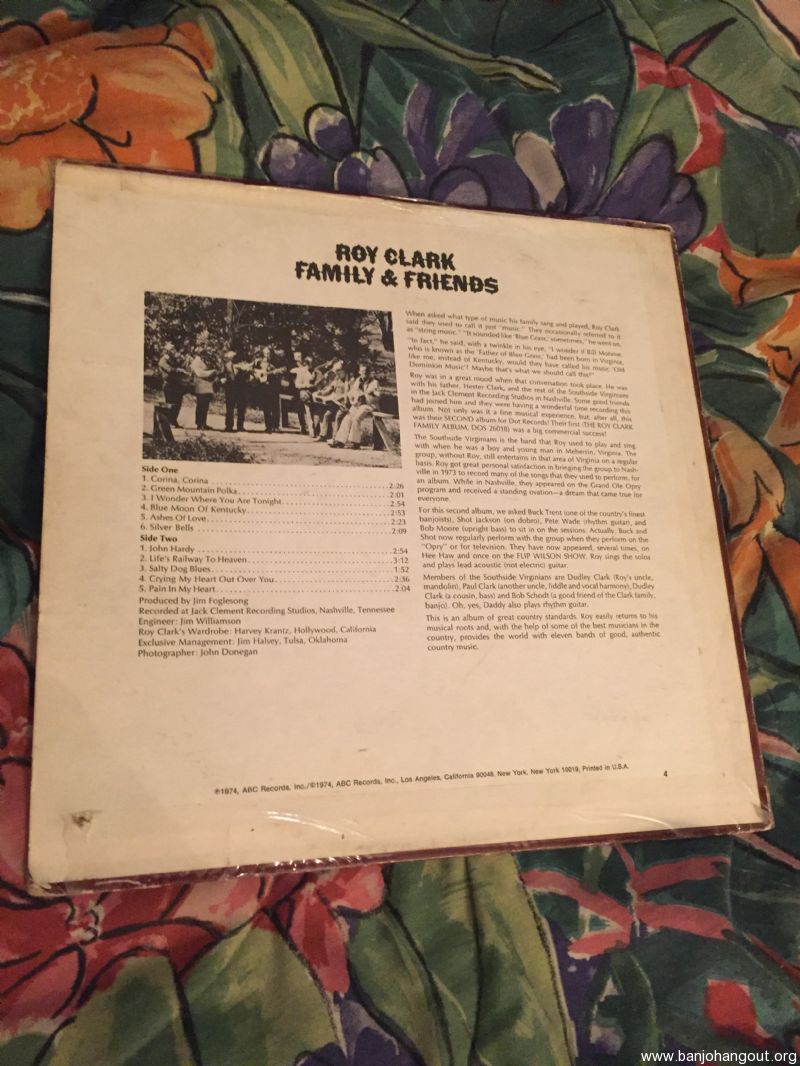 ROY CLARK
FAMILY & FRIENDS
Side One
1. Corina, Corina 2:26
2. Green Mountain Polka 2:01
3. I Wonder Where You Are Tonight 2:54
4. Blue Moon Of Kentucky 2:53
5. Ashes Of Love 2:23
6. Silver Bells 2:09
Side Two
1. John Hardy 2:54
2. Life's Railway To Heaven 3:12
3. Salty Dog Blues 1:52
4. Crying My Heart Out Over You 2:36
5. Pain In My Heart 2:04
Produced by Jim Foglesong
Recorded at Jack Clement Recording Studios, Nashville, Tennessee
Engineer: Jim Williamson
Roy Clark's Wardrobe: Harvey Krantz, Hollywood, California
Exclusive Management: Jim Halsey, Tulsa, Oklahoma
Photographer: John Donegan
When asked what type of music his family sang and played, Roy Clark
said they used to call it just "music." They occasionally referred to it
as "string music." "It sounded like 'Blue Grass,' sometimes," he went on.
"In fact," he said, with a twinkle in his eye, "I wonder if Bill Monroe,
who is known as the 'Father of Blue Grass,' had been born in Virginia,
like me, instead of Kentucky, would they have called his music 'Old
Dominion Music'? Maybe that's what we should call this!"
Roy was in a great mood when that conversation took place. He was
with his father, Hester Clark, and the rest of the Southside Virginians
in the Jack Clement Recording Studios in Nashville. Some good friends
had joined him and they were having a wonderful time recording this
album. Not only was it a fine musical experience, but, after all, this
was their SECOND album for Dot Records! Their first (THE ROY CLARK
FAMILY ALBUM, DOS 26018) was a big commercial success!
The Southside Virginians is the band that Roy used to play and sing
with when he was a boy and young man in Meherrin, Virginia. The
group, without Roy, still entertains in that area of Virginia on a regular
basis. Roy got great personal satisfaction in bringing the group to Nash-
ville in 1973 to record many of the songs that they used to perform, for
an album. While in Nashville, they appeared on the Grand Ole Opry
program and received a standing ovation—a dream that came true for
everyone.
For this second album, we asked Buck Trent (one of the country's finest
banjoists), Shot Jackson (on dobro), Pete Wade (rhythm guitar), and
Bob Moore (upright bass) to sit in on the sessions. Actually, Buck and
Shot now regularly perform with the group when they perform on the
"Opry" or for television. They have now appeared, several times, on
Hee Haw and once on the FLIP WILSON SHOW. Roy sings the solos
and plays lead acoustic (not electric) guitar.
Members of the Southside Virginians are Dudley Clark (Roy's uncle,
mandolin), Paul Clark (another uncle, fiddle and vocal harmony), Dudley
Clark (a cousin, bass) and Bob Schodt (a good friend of the Clark family,
banjo). Oh, yes, Daddy also plays rhythm guitar.
This is an album of great country standards. Roy easily returns to his
musical roots and, with the help of some of the best musicians in the
country, provides the world with eleven bands of good, authentic
country music.
℗1974, ABC Records, Inc./©1974, ABC Records, Inc., Los Angeles, California 90048. New York, New York 10019, Printed in U.S.A.
4
www.banjohangout.org